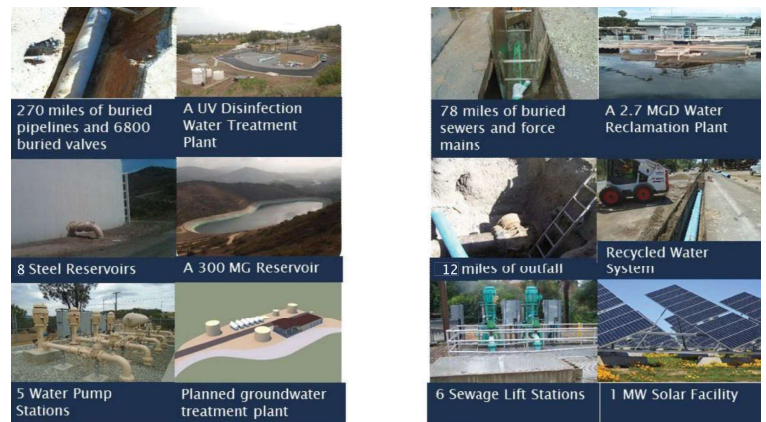 270 miles of buried
pipelines and 6800
buried valves
A UV Disinfection
Water Treatment
Plant
8 Steel Reservoirs
A 300 MG Reservoir
5 Water Pump
Stations
Planned groundwater
treatment plant
78 miles of buried
sewers and force
mains
A 2.7 MGD Water
Reclamation Plant
12 miles of outfall
Recycled Water
System
6 Sewage Lift Stations
1 MW Solar Facility